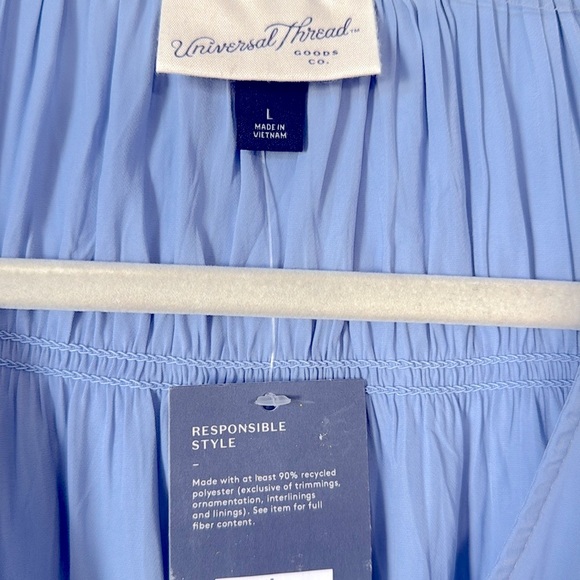 Universal Thread™
GOODS
CO.
L
MADE IN
VIETNAM
RESPONSIBLE
STYLE
–
Made with at least 90% recycled
polyester (exclusive of trimmings,
ornamentation, interlinings
and linings). See item for full
fiber content.